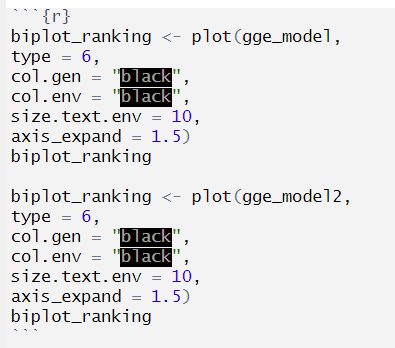 ```{r}
biplot_ranking <- plot(gge_model,
type = 6,
col.gen = "black",
col.env = "black",
size.text.env = 10,
axis_expand = 1.5)
biplot_ranking

biplot_ranking <- plot(gge_model2,
type = 6,
col.gen = "black",
col.env = "black",
size.text.env = 10,
axis_expand = 1.5)
biplot_ranking
```